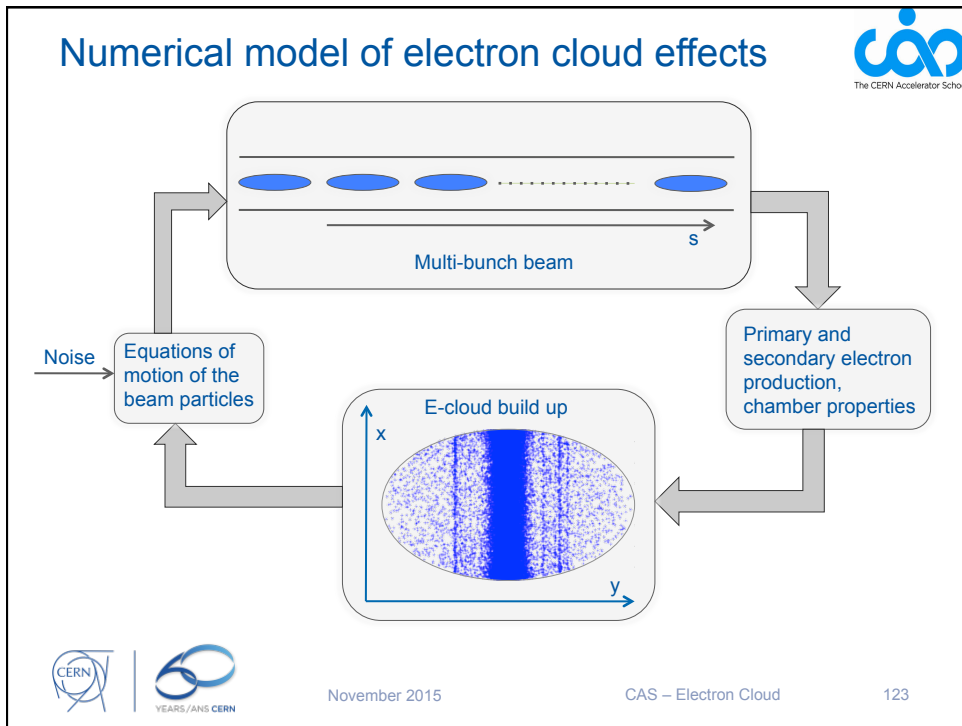 Numerical model of electron cloud effects
The CERN Accelerator Schoo
s
Multi-bunch beam
Noise
Equations of
motion of the
beam particles
Primary and
secondary electron
production,
chamber properties
E-cloud build up
x
y
CERN
60
YEARS/ANS CERN
November 2015
CAS – Electron Cloud
123